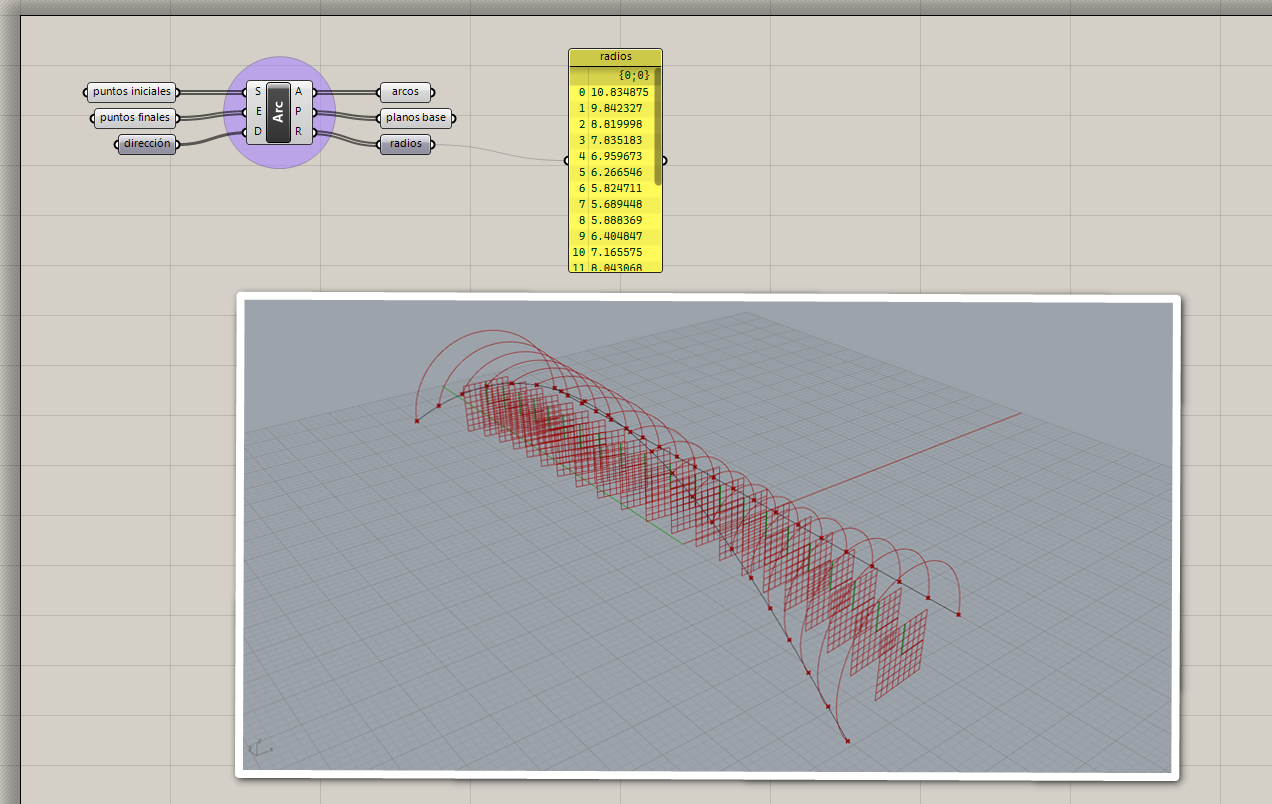 puntos iniciales
puntos finales
dirección
S
E
D
Arc
A
P
R
arcos
planos base
radios
radios
{0;0}
0 10.834875
1 9.842327
2 8.819998
3 7.835183
4 6.959673
5 6.266546
6 5.824711
7 5.689448
8 5.888369
9 6.404847
10 7.165575
11 8.043068